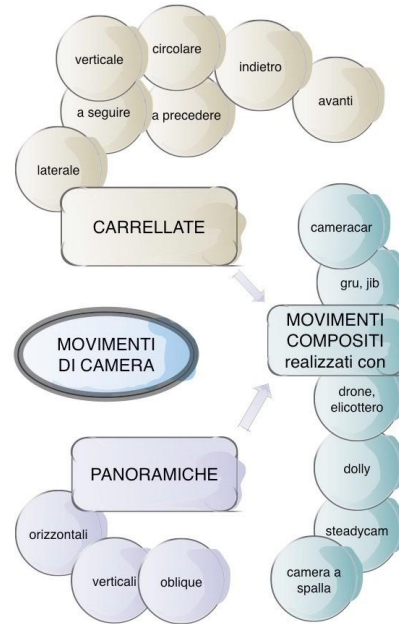 circolare
verticale
indietro
avanti
a seguire
a precedere
laterale
CARRELLATE
cameracar
gru, jib
MOVIMENTI
COMPOSITI
realizzati con
MOVIMENTI
DI CAMERA
drone,
elicottero
PANORAMICHE
dolly
orizzontali
steadycam
verticali
oblique
camera a
spalla